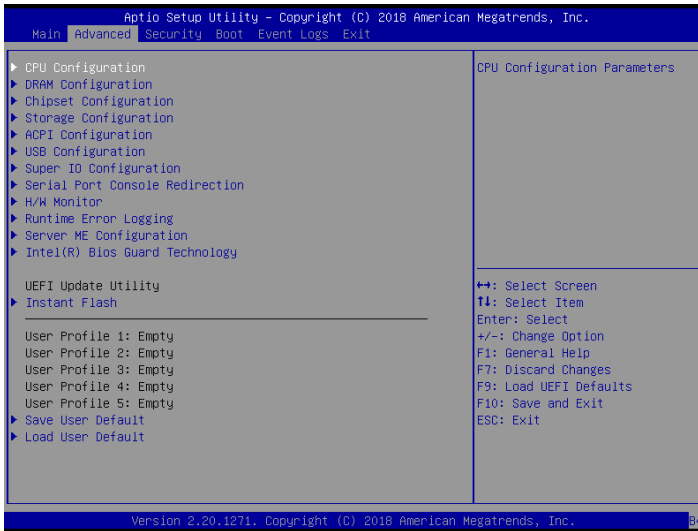 Aptio Setup Utility – Copyright (C) 2018 American Megatrends, Inc.
Main Advanced Security Boot Event Logs Exit
CPU Configuration
DRAM Configuration
Chipset Configuration
Storage Configuration
ACPI Configuration
USB Configuration
Super IO Configuration
Serial Port Console Redirection
H/W Monitor
Runtime Error Logging
Server ME Configuration
Intel(R) Bios Guard Technology
UEFI Update Utility
Instant Flash
User Profile 1: Empty
User Profile 2: Empty
User Profile 3: Empty
User Profile 4: Empty
User Profile 5: Empty
Save User Default
Load User Default
CPU Configuration Parameters
↔: Select Screen
↑↓: Select Item
Enter: Select
+/-: Change Option
F1: General Help
F7: Discard Changes
F9: Load UEFI Defaults
F10: Save and Exit
ESC: Exit
Version 2.20.1271. Copyright (C) 2018 American Megatrends, Inc.